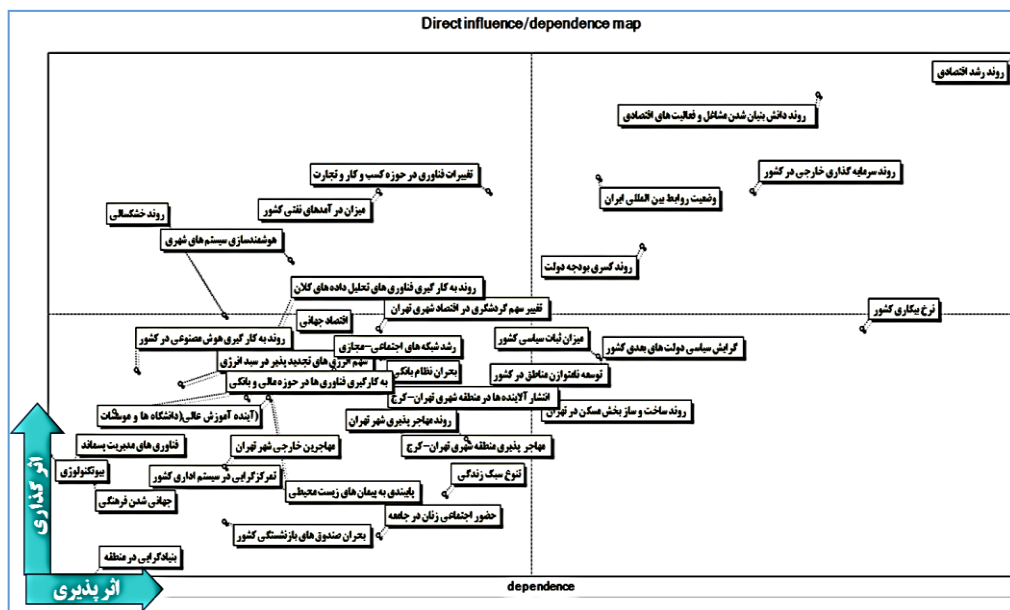 Direct influence/dependence map
روند رشد اقتصادی
روند دانش بنیان شدن مشاغل و فعالیت های اقتصادی
تغییرات فناوری در حوزه کسب و کار و تجارت
روند سرمایه گذاری خارجی در کشور
وضعیت روابط بین المللی ایران
میزان در آمدهای نفتی کشور
روند خشکسالی
هوشمندسازی سیستم های شهری
روند کسری بودجه دولت
روند به کار گیری فناوری های تحلیل داده های کلان
تغییر سهم گردشگری در اقتصاد شهری تهران
نرخ بیکاری کشور
اقتصاد جهانی
روند به کار گیری هوش مصنوعی در کشور
رشد شبکه های اجتماعی-مجازی
میزان ثبات سیاسی کشور
گرایش سیاسی دولت های بعدی کشور
سهم انرژی های تجدید پذیر در سبد انرژی
بحران نظام بانکی
توسعه نامتوازن مناطق در کشور
به کارگیری فناوری ها در حوزه مالی و بانکی
انتشار آلاینده ها در منطقه شهری تهران-کرج
روند ساخت و ساز بخش مسکن در تهران
(آینده آموزش عالی(دانشگاه ها و موسسات
روند مهاجر پذیری شهر تهران
فناوری های مدیریت پسماند
مهاجرین خارجی شهر تهران
مهاجر پذیری منطقه شهری تهران-کرج
بیوتکنولوژی
تمرکزگرایی در سیستم اداری کشور
تنوع سبک زندگی
جهانی شدن فرهنگی
پایبندی به پیمان های زیست محیطی
حضور اجتماعی زنان در جامعه
بحران صندوق های بازنشستگی کشور
بنیادگرایی در منطقه
اثر گذاری
اثر پذیری
dependence